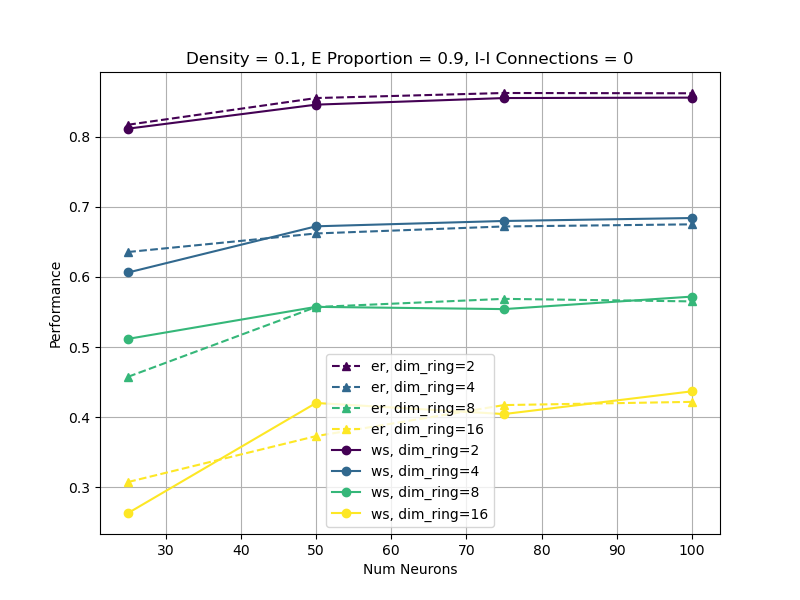 Density = 0.1, E Proportion = 0.9, I-I Connections = 0
Performance
0.8
0.7
0.6
0.5
0.4
0.3
er, dim_ring=2
er, dim_ring=4
er, dim_ring=8
er, dim_ring=16
ws, dim_ring=2
ws, dim_ring=4
ws, dim_ring=8
ws, dim_ring=16
30 40 50 60 70 80 90 100
Num Neurons